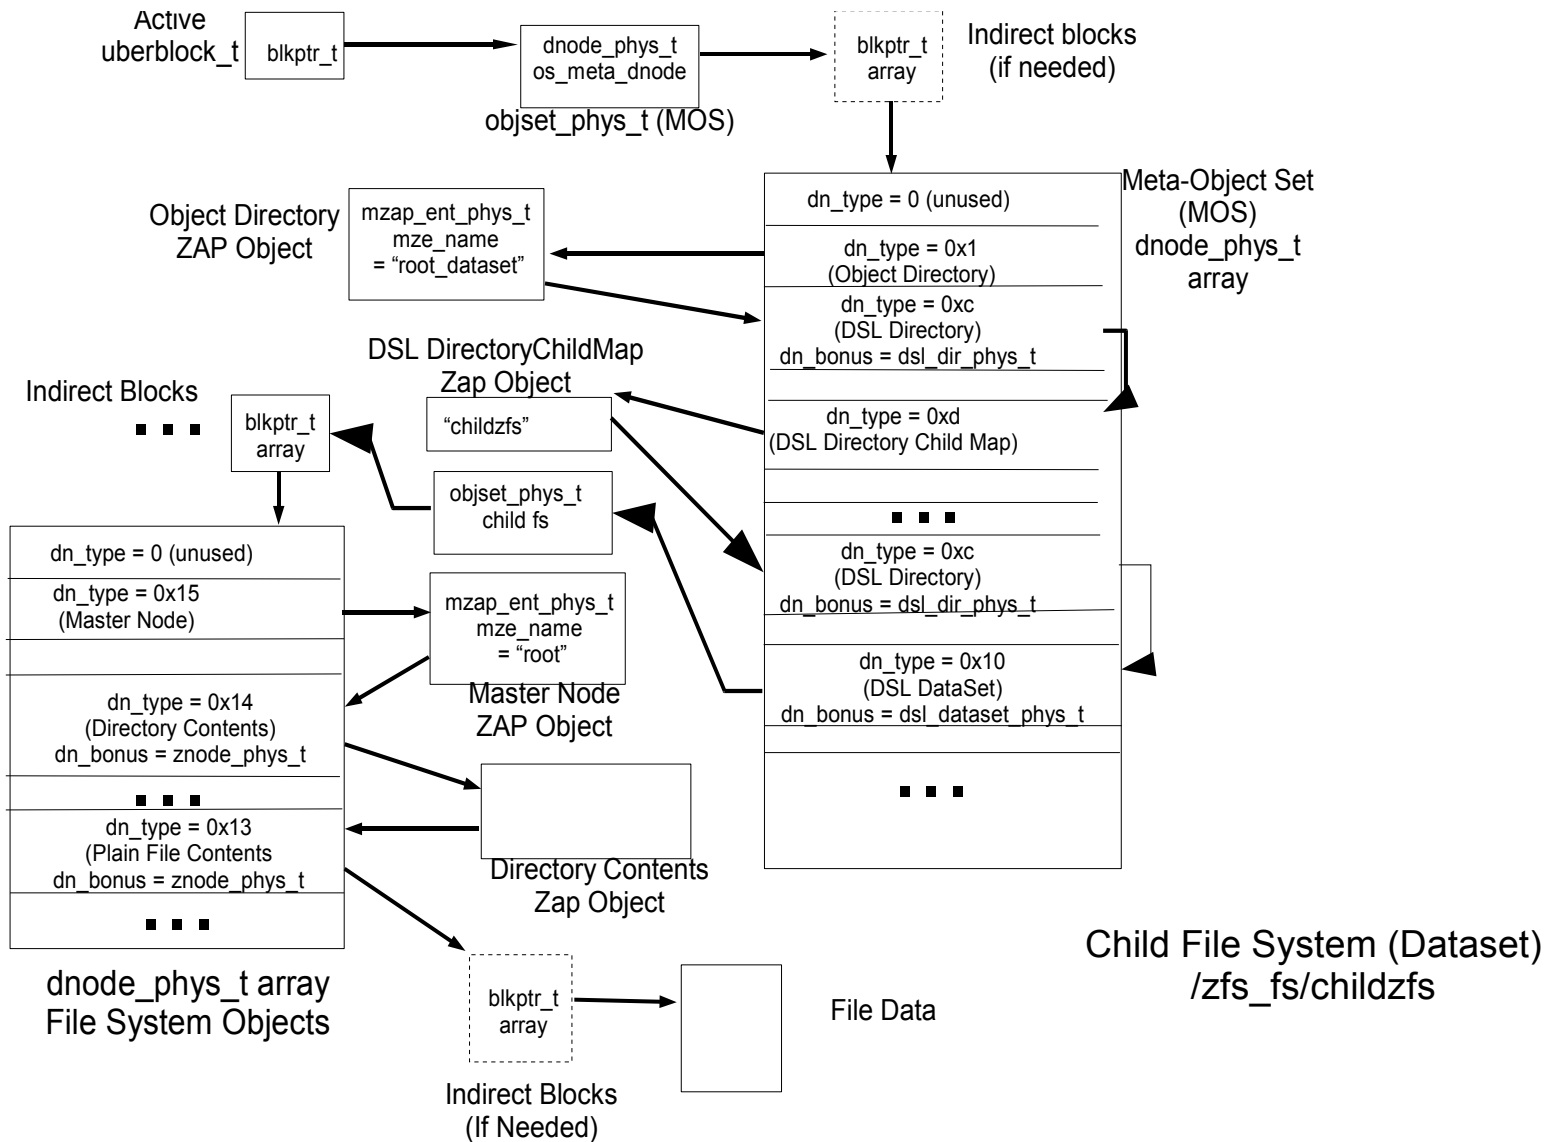 Active
uberblock_t
blkptr_t
dnode_phys_t
os_meta_dnode
objset_phys_t (MOS)
blkptr_t
array
Indirect blocks
(if needed)
Meta-Object Set
(MOS)
dnode_phys_t
array
dn_type = 0 (unused)
dn_type = 0x1
(Object Directory)
dn_type = 0xc
(DSL Directory)
dn_bonus = dsl_dir_phys_t
dn_type = 0xd
(DSL Directory Child Map)
dn_type = 0xc
(DSL Directory)
dn_bonus = dsl_dir_phys_t
dn_type = 0x10
(DSL DataSet)
dn_bonus = dsl_dataset_phys_t
Object Directory
ZAP Object
mzap_ent_phys_t
mze_name
= “root_dataset”
DSL DirectoryChildMap
Zap Object
“childzfs”
objset_phys_t
child fs
Indirect Blocks
blkptr_t
array
dn_type = 0 (unused)
dn_type = 0x15
(Master Node)
dn_type = 0x14
(Directory Contents)
dn_bonus = znode_phys_t
dn_type = 0x13
(Plain File Contents
dn_bonus = znode_phys_t
dnode_phys_t array
File System Objects
mzap_ent_phys_t
mze_name
= “root”
Master Node
ZAP Object
Directory Contents
Zap Object
blkptr_t
array
Indirect Blocks
(If Needed)
File Data
Child File System (Dataset)
/zfs_fs/childzfs